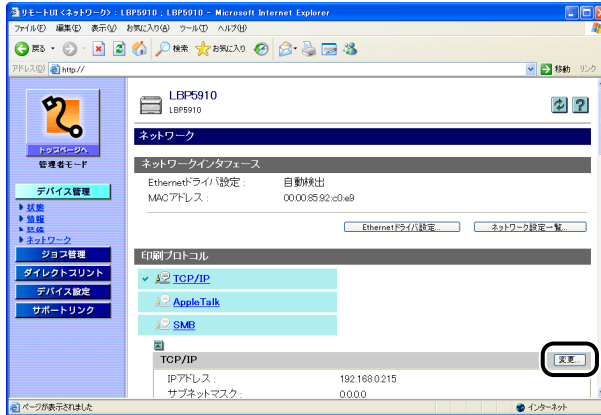 リモートUI <ネットワーク> : LBP5910 ; LBP5910 - Microsoft Internet Explorer
ファイル(F) 編集(E) 表示(V) お気に入り(A) ツール(T) ヘルプ(H)
戻る 検索 お気に入り
アドレス(D) http:// 移動 リンク
LBP5910
LBP5910
トップページへ
管理者モード
デバイス管理
状態
情報
装備
ネットワーク
ジョブ管理
ダイレクトプリント
デバイス設定
サポートリンク
ネットワーク
ネットワークインタフェース
Ethernetドライバ設定 : 自動検出
MACアドレス : 00:00:85:92:c0:e9
Ethernetドライバ設定... ネットワーク設定一覧...
印刷プロトコル
TCP/IP
AppleTalk
SMB
TCP/IP 変更...
IPアドレス : 192.168.0.215
サブネットマスク : 0.0.0.0
ページが表示されました インターネット